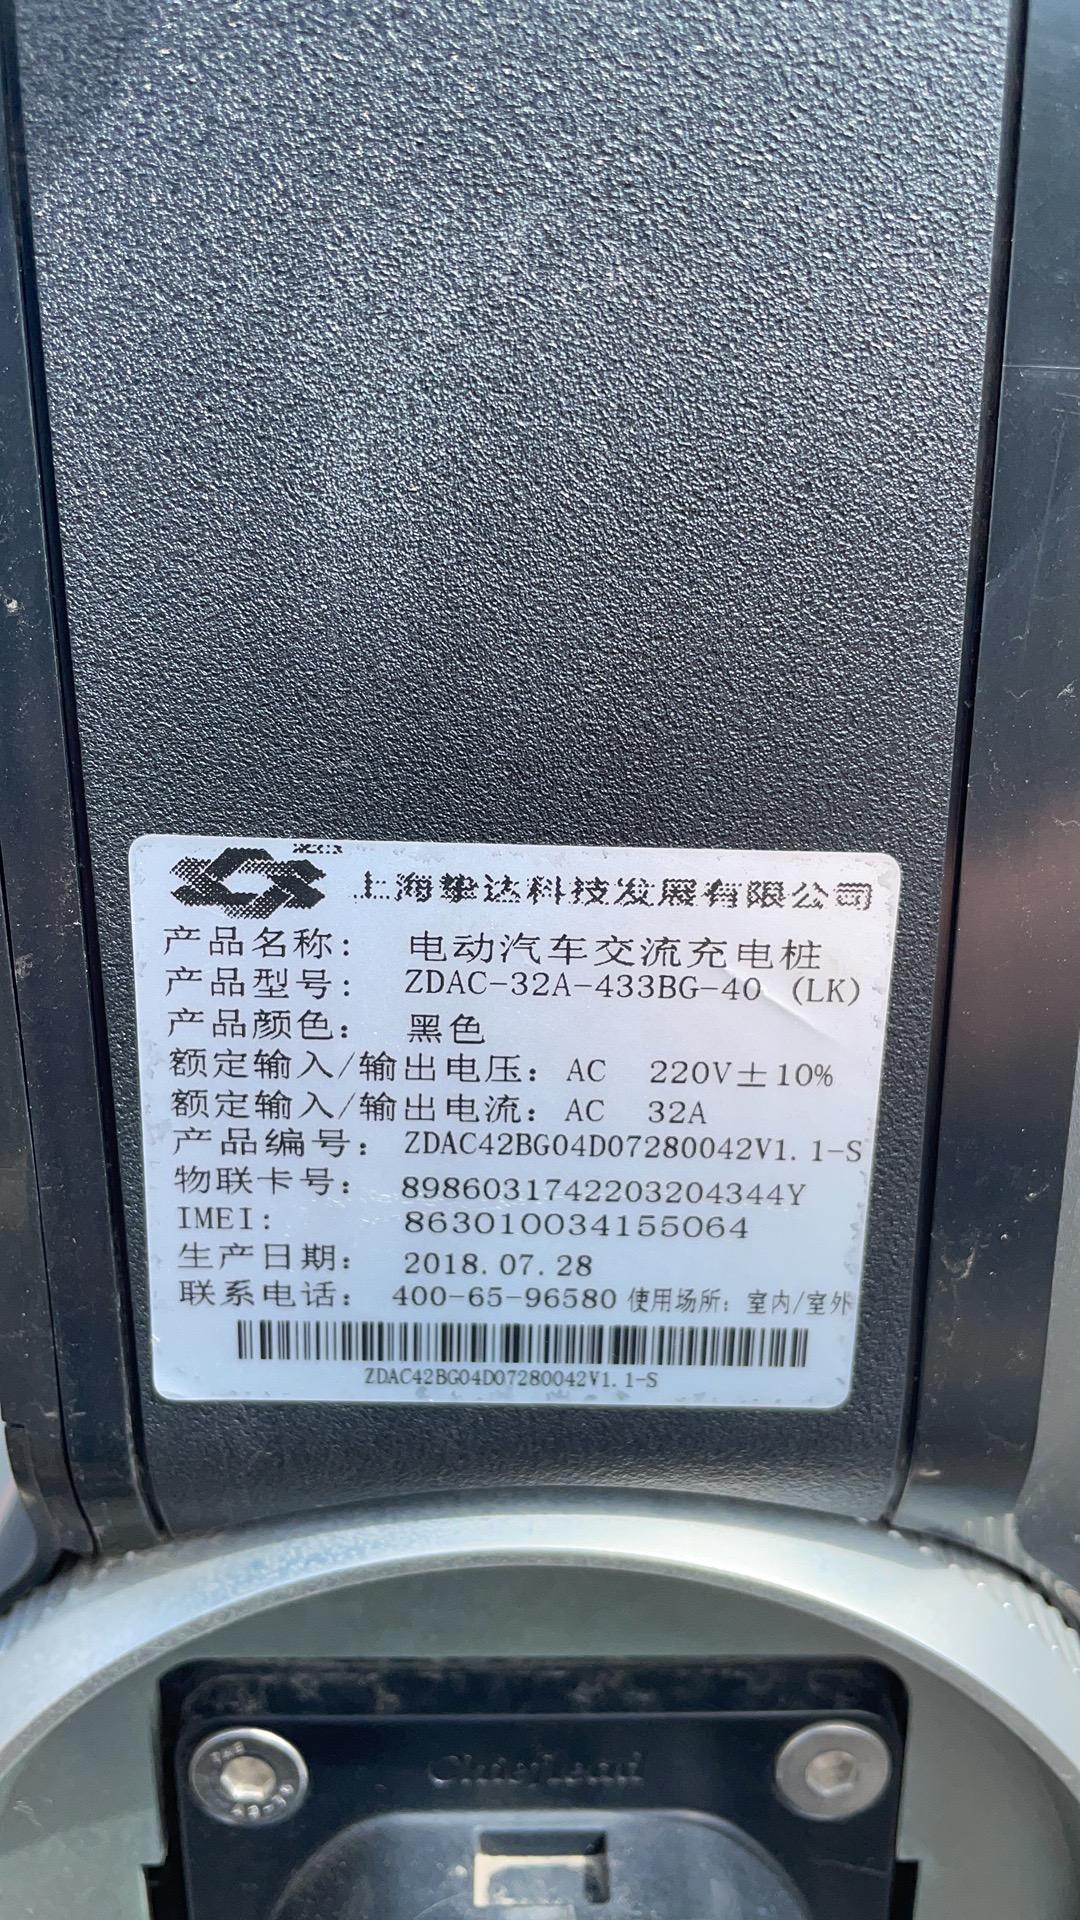 上海挚达科技发展有限公司
产品名称： 电动汽车交流充电桩
产品型号： ZDAC-32A-433BG-40 (LK)
产品颜色： 黑色
额定输入/输出电压： AC 220V±10%
额定输入/输出电流： AC 32A
产品编号： ZDAC42BG04D07280042V1.1-S
物联卡号： 8986031742203204344Y
IMEI: 863010034155064
生产日期： 2018.07.28
联系电话： 400-65-96580 使用场所：室内/室外
ZDAC42BG04D07280042V1.1-S
Chieflead